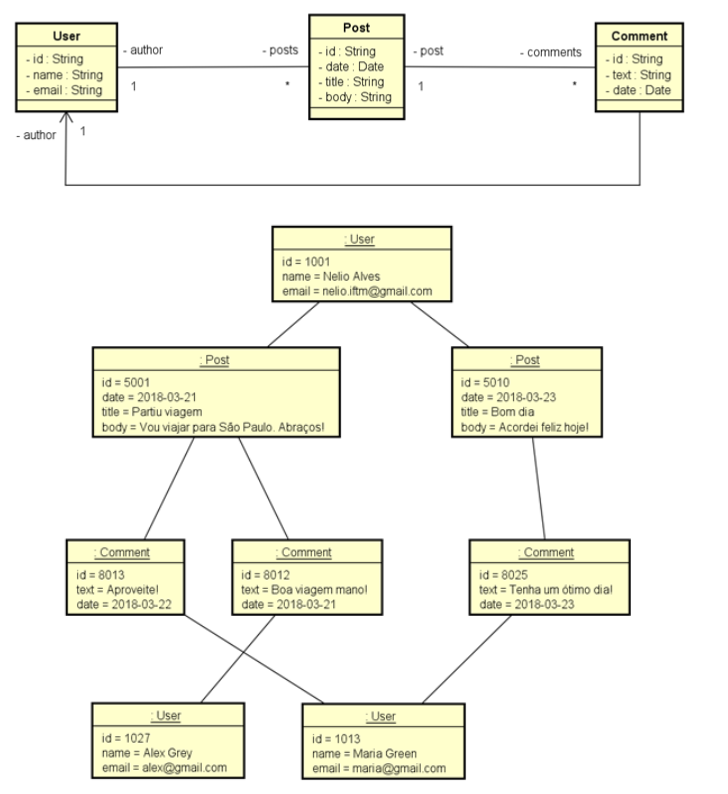 User
- id : String
- name : String
- email : String
- author
1
- posts
*
Post
- id : String
- date : Date
- title : String
- body : String
- post
1
- comments
*
Comment
- id : String
- text : String
- date : Date
- author
1
: User
id = 1001
name = Nelio Alves
email = nelio.iftm@gmail.com
: Post
id = 5001
date = 2018-03-21
title = Partiu viagem
body = Vou viajar para São Paulo. Abraços!
: Post
id = 5010
date = 2018-03-23
title = Bom dia
body = Acordei feliz hoje!
: Comment
id = 8013
text = Aproveite!
date = 2018-03-22
: Comment
id = 8012
text = Boa viagem mano!
date = 2018-03-21
: Comment
id = 8025
text = Tenha um ótimo dia!
date = 2018-03-23
: User
id = 1027
name = Alex Grey
email = alex@gmail.com
: User
id = 1013
name = Maria Green
email = maria@gmail.com